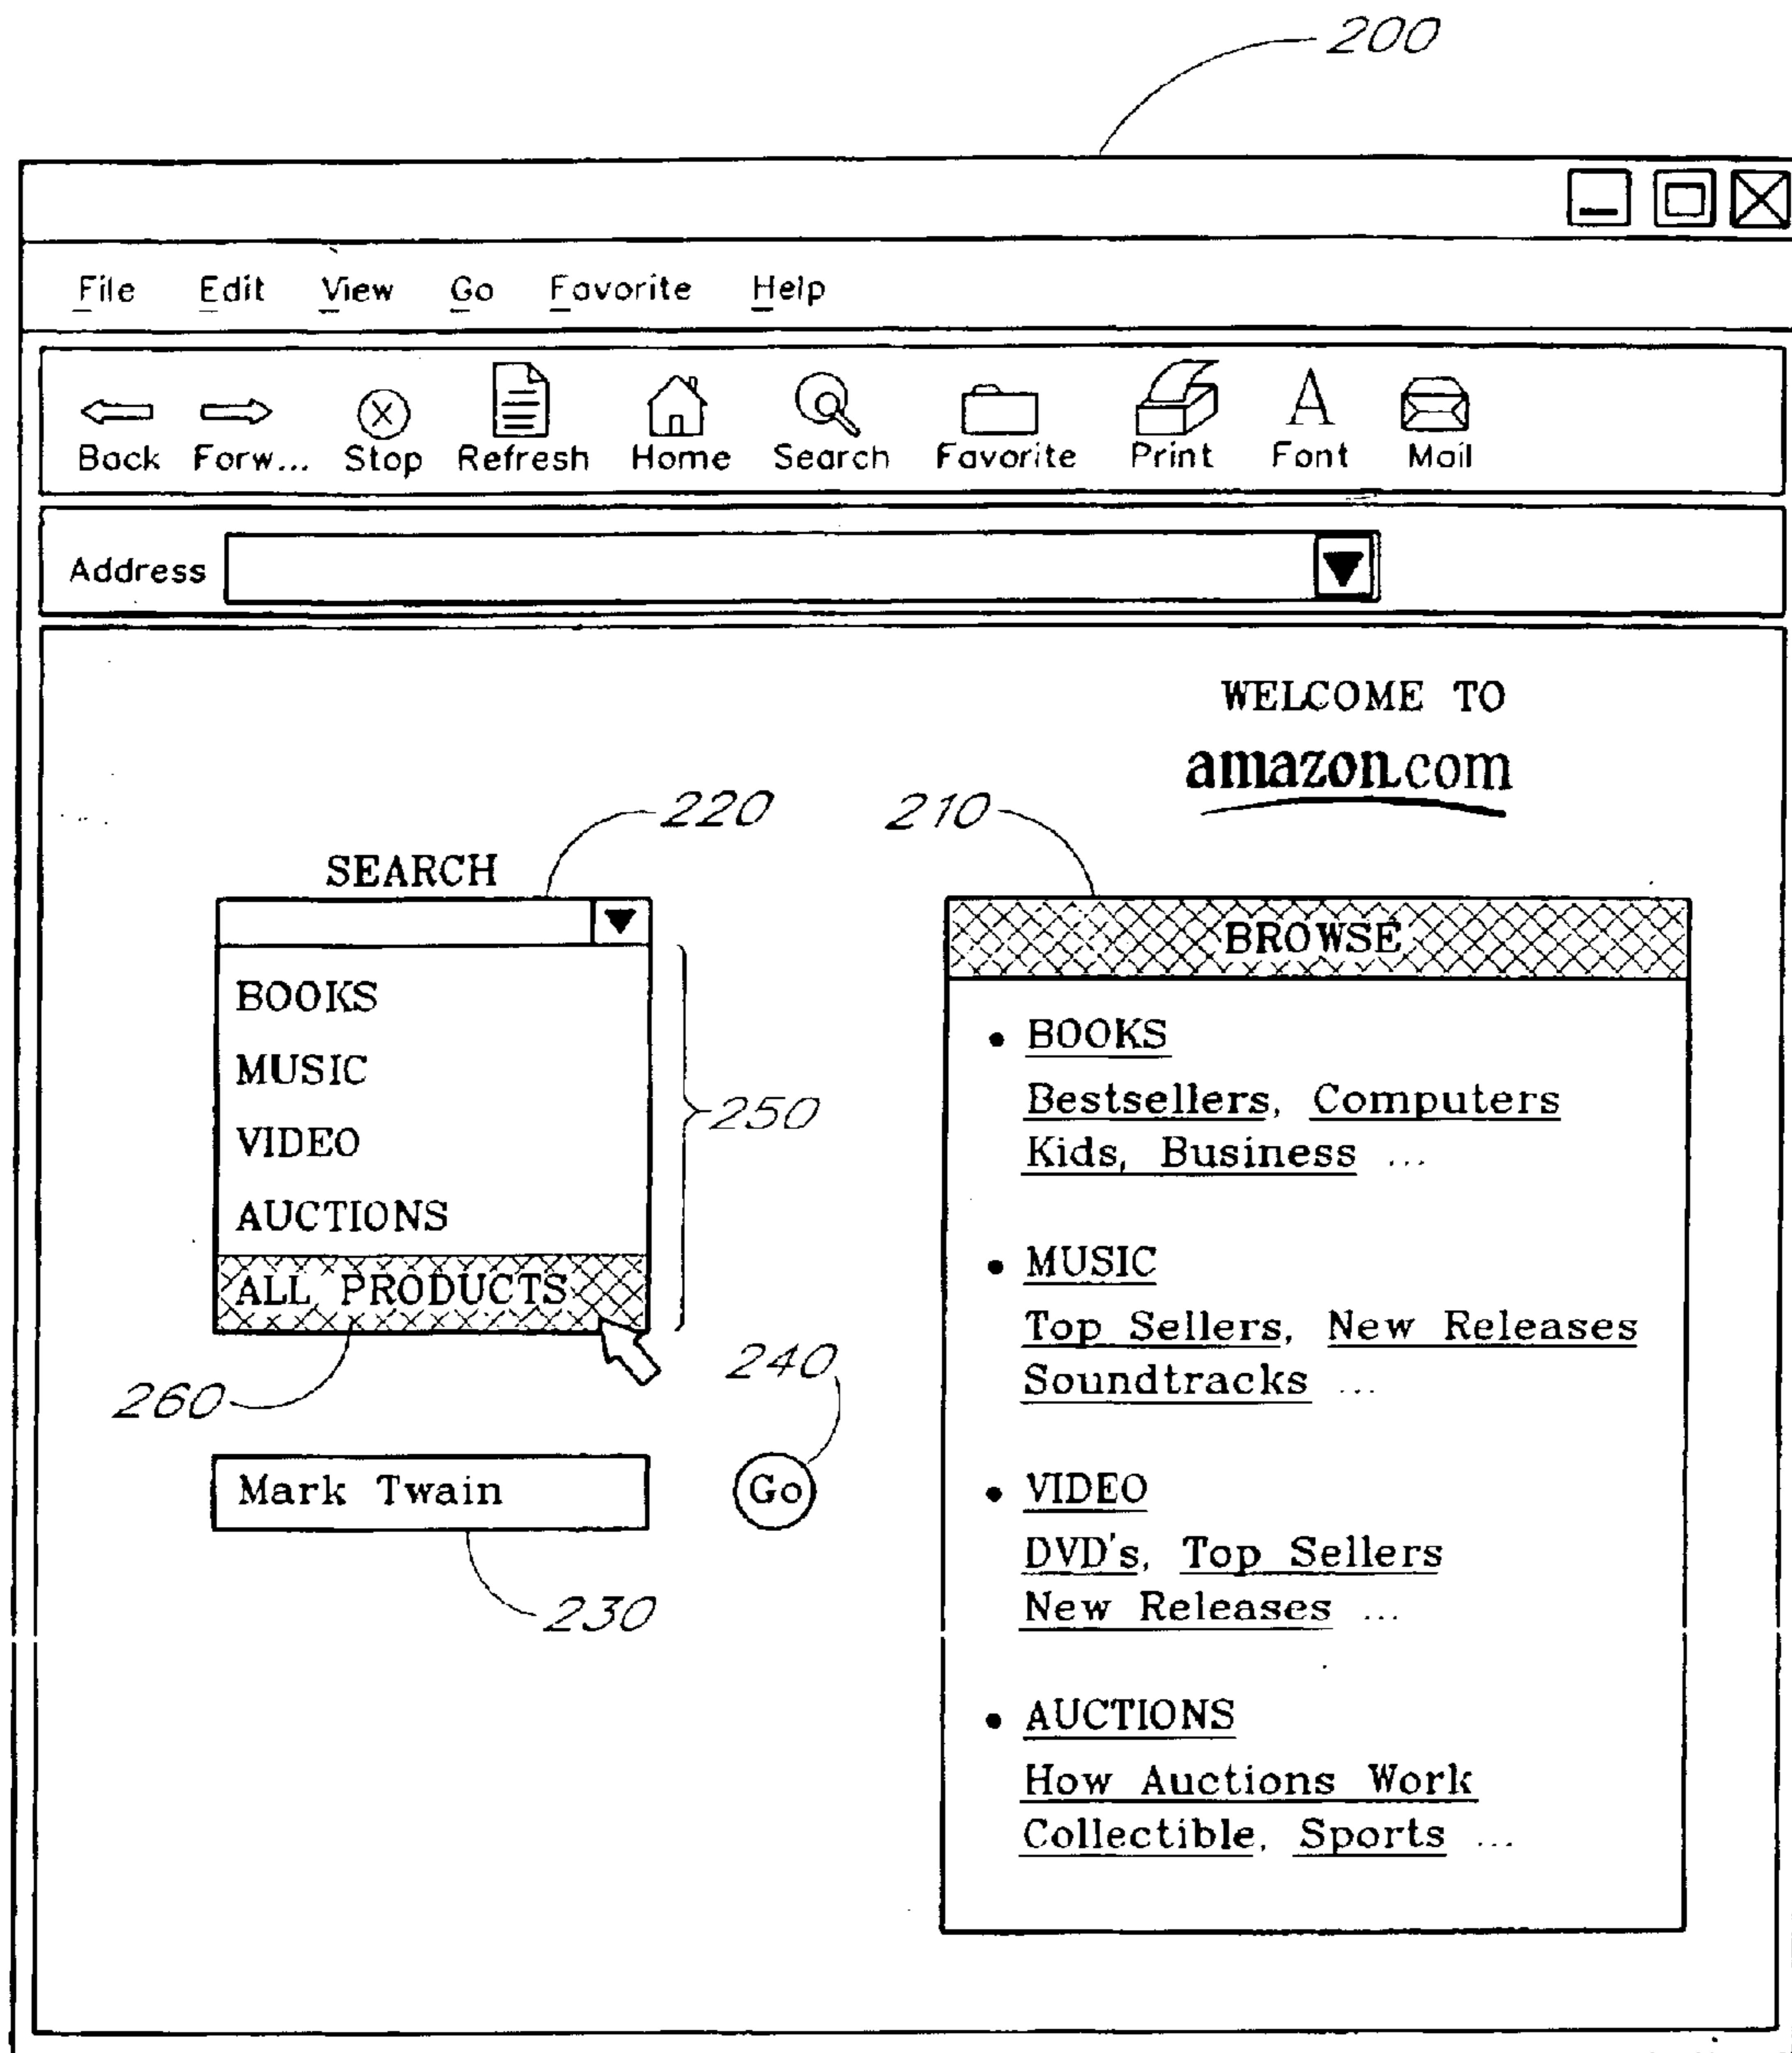 200
File Edit View Go Favorite Help
Back Forw... Stop Refresh Home Search Favorite Print Font Mail
Address
WELCOME TO
amazon.com
220
210
SEARCH
BOOKS
MUSIC
VIDEO
AUCTIONS
ALL PRODUCTS
250
260
240
Mark Twain
Go
230
BROWSE
• BOOKS
Bestsellers, Computers
Kids, Business ...
• MUSIC
Top Sellers, New Releases
Soundtracks ...
• VIDEO
DVD's, Top Sellers
New Releases ...
• AUCTIONS
How Auctions Work
Collectible, Sports ...